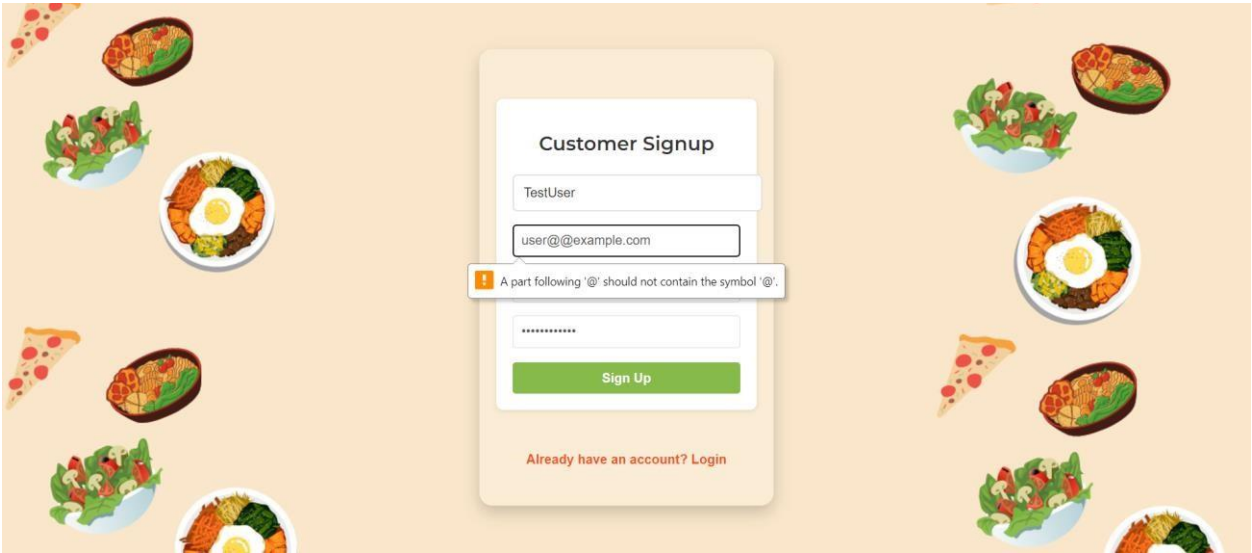 Customer Signup
TestUser
user@@example.com
! A part following '@' should not contain the symbol '@'.
••••••••••••
Sign Up
Already have an account? Login